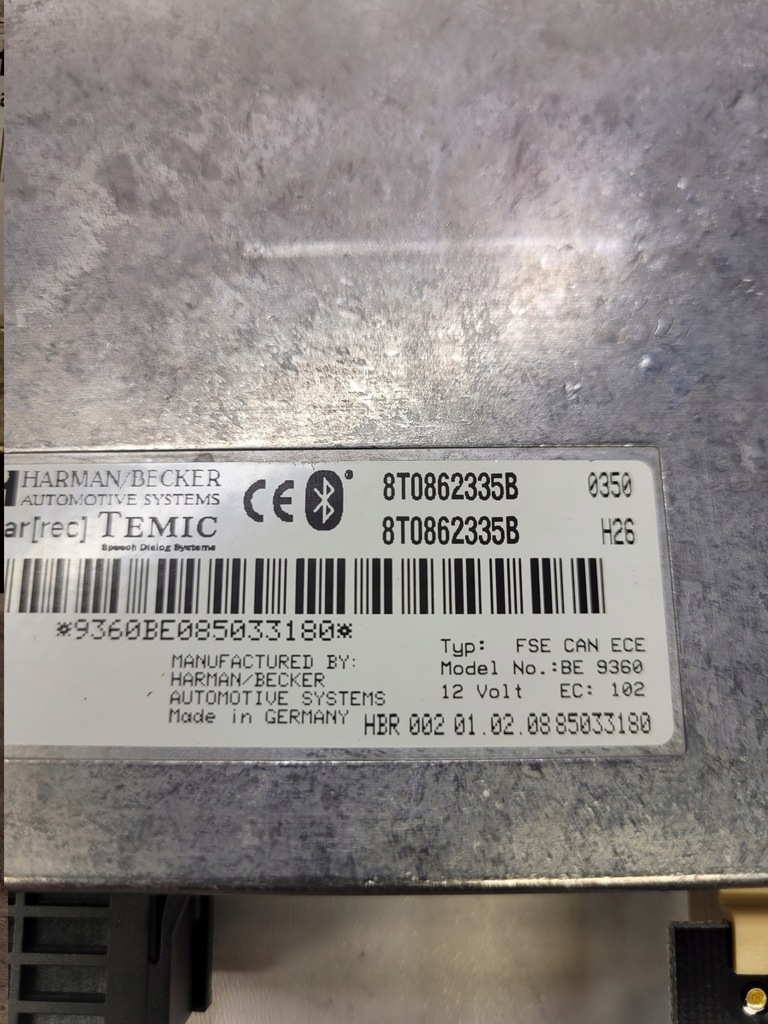 HARMAN/BECKER
AUTOMOTIVE SYSTEMS
ar[rec] TEMIC
Speech Dialog Systems
CE
8T0862335B 0350
8T0862335B H26
*9360BE085033180*
MANUFACTURED BY:
HARMAN/BECKER
AUTOMOTIVE SYSTEMS
Made in GERMANY
Typ: FSE CAN ECE
Model No.:BE 9360
12 Volt EC: 102
HBR 002 01.02.08 85033180